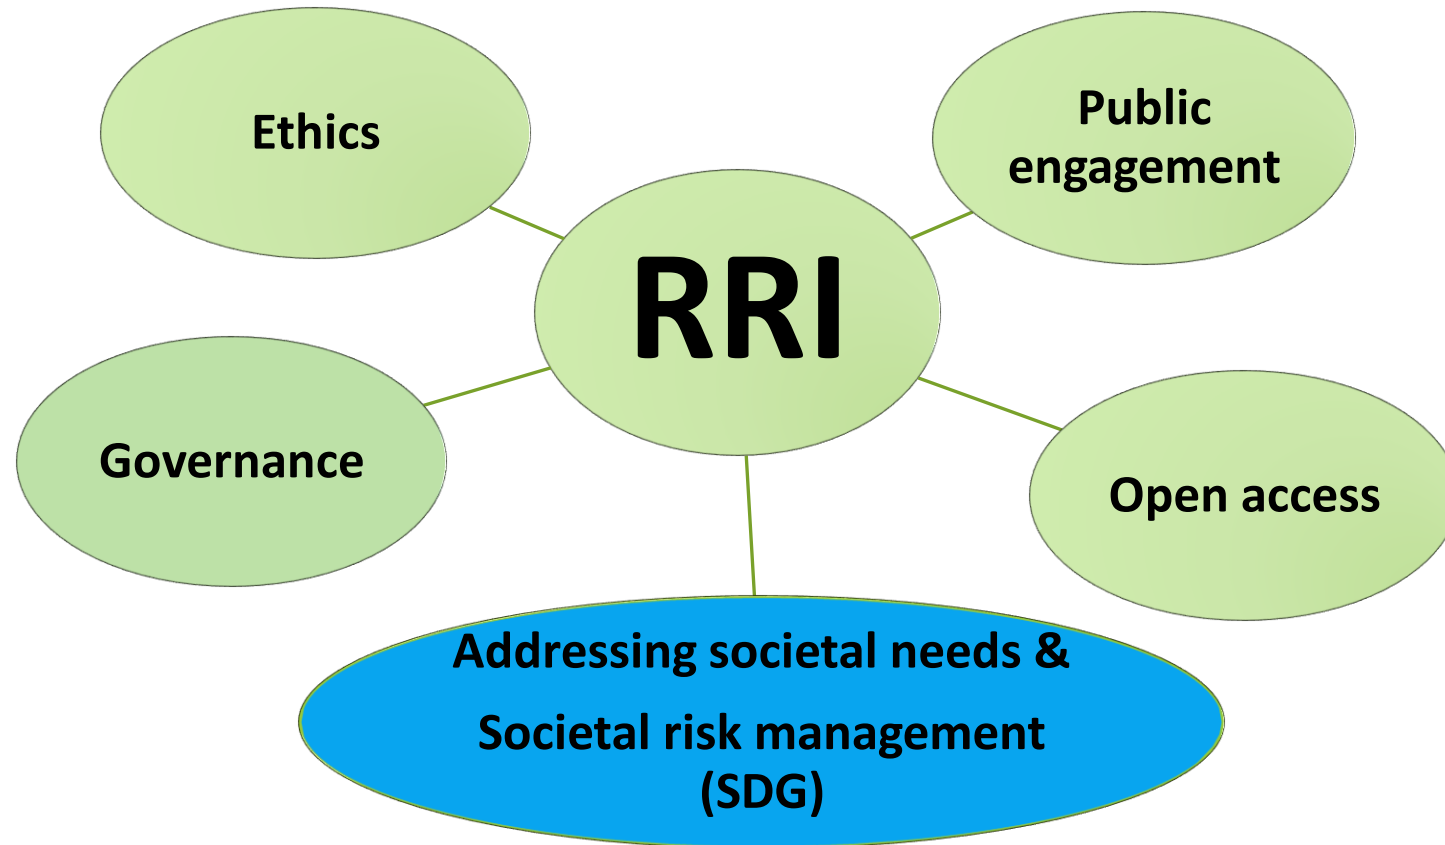 Ethics
Public
engagement
RRI
Governance
Open access
Addressing societal needs &
Societal risk management
(SDG)